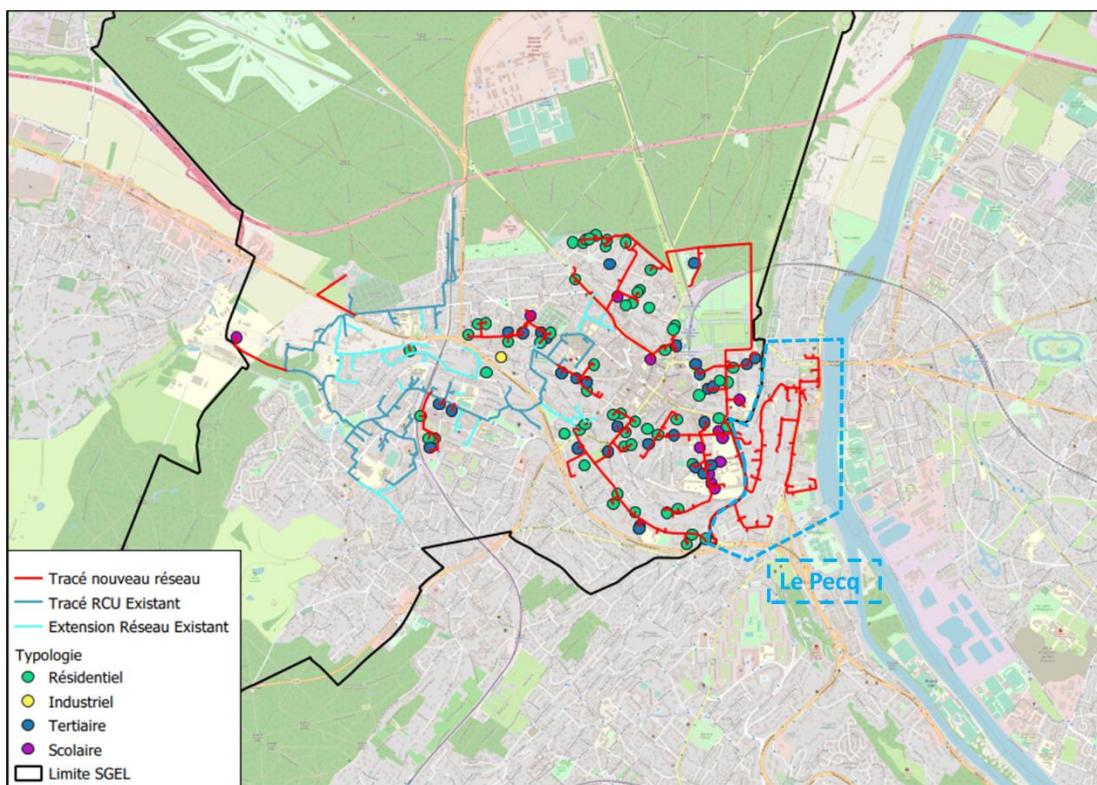 Le Pecq
Tracé nouveau réseau
Tracé RCU Existant
Extension Réseau Existant
Typologie
Résidentiel
Industriel
Tertiaire
Scolaire
Limite SGEL